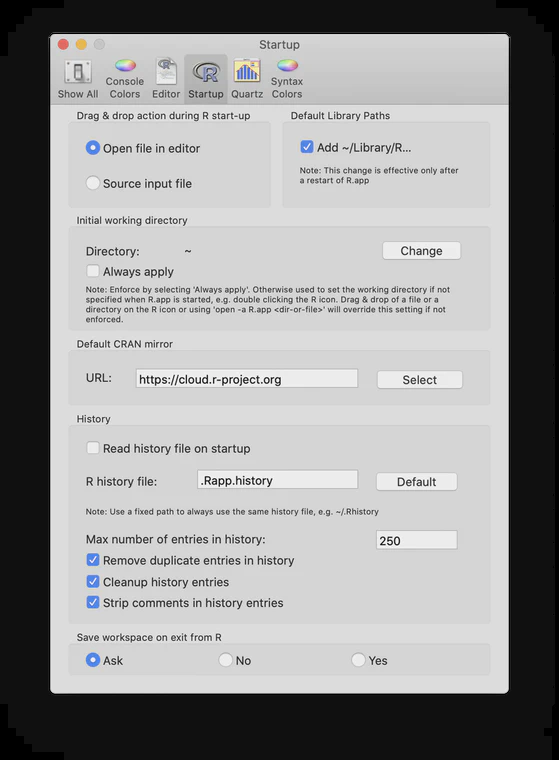 Startup
Show All
Console
Colors
Editor
Startup
Quartz
Syntax
Colors
Drag & drop action during R start-up
Open file in editor
Source input file
Default Library Paths
Add ~/Library/R...
Note: This change is effective only after
a restart of R.app
Initial working directory
Directory: ~
Change
Always apply
Note: Enforce by selecting 'Always apply'. Otherwise used to set the working directory if not
specified when R.app is started, e.g. double clicking the R icon. Drag & drop of a file or a
directory on the R icon or using 'open -a R.app <dir-or-file>' will override this setting if not
enforced.
Default CRAN mirror
URL: https://cloud.r-project.org
Select
History
Read history file on startup
R history file: .Rapp.history
Default
Note: Use a fixed path to always use the same history file, e.g. ~/.Rhistory
Max number of entries in history: 250
Remove duplicate entries in history
Cleanup history entries
Strip comments in history entries
Save workspace on exit from R
Ask No Yes